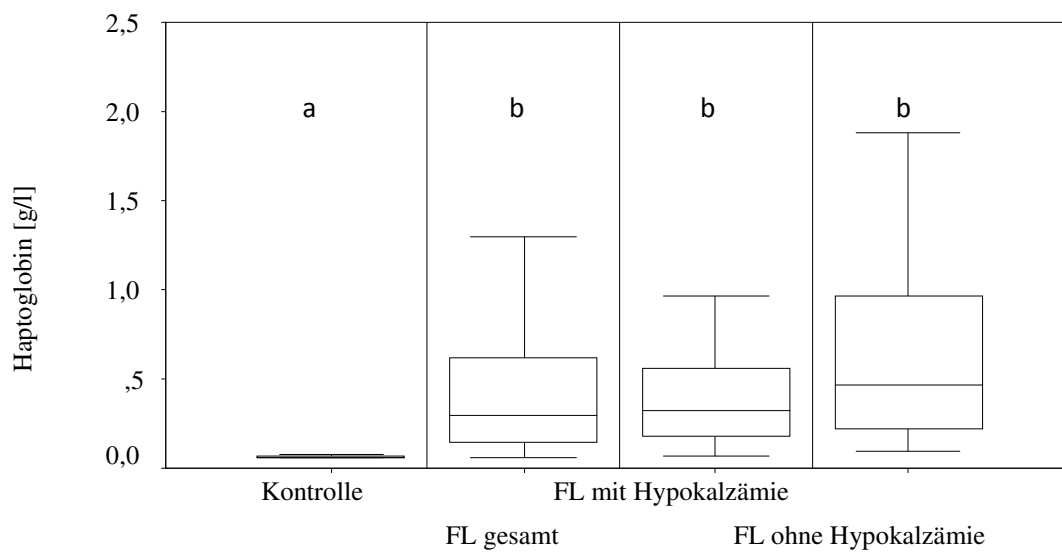 2,5
a b b b
2,0
1,5
Haptoglobin [g/l]
1,0
,5
0,0
Kontrolle FL mit Hypokalzämie
FL gesamt FL ohne Hypokalzämie